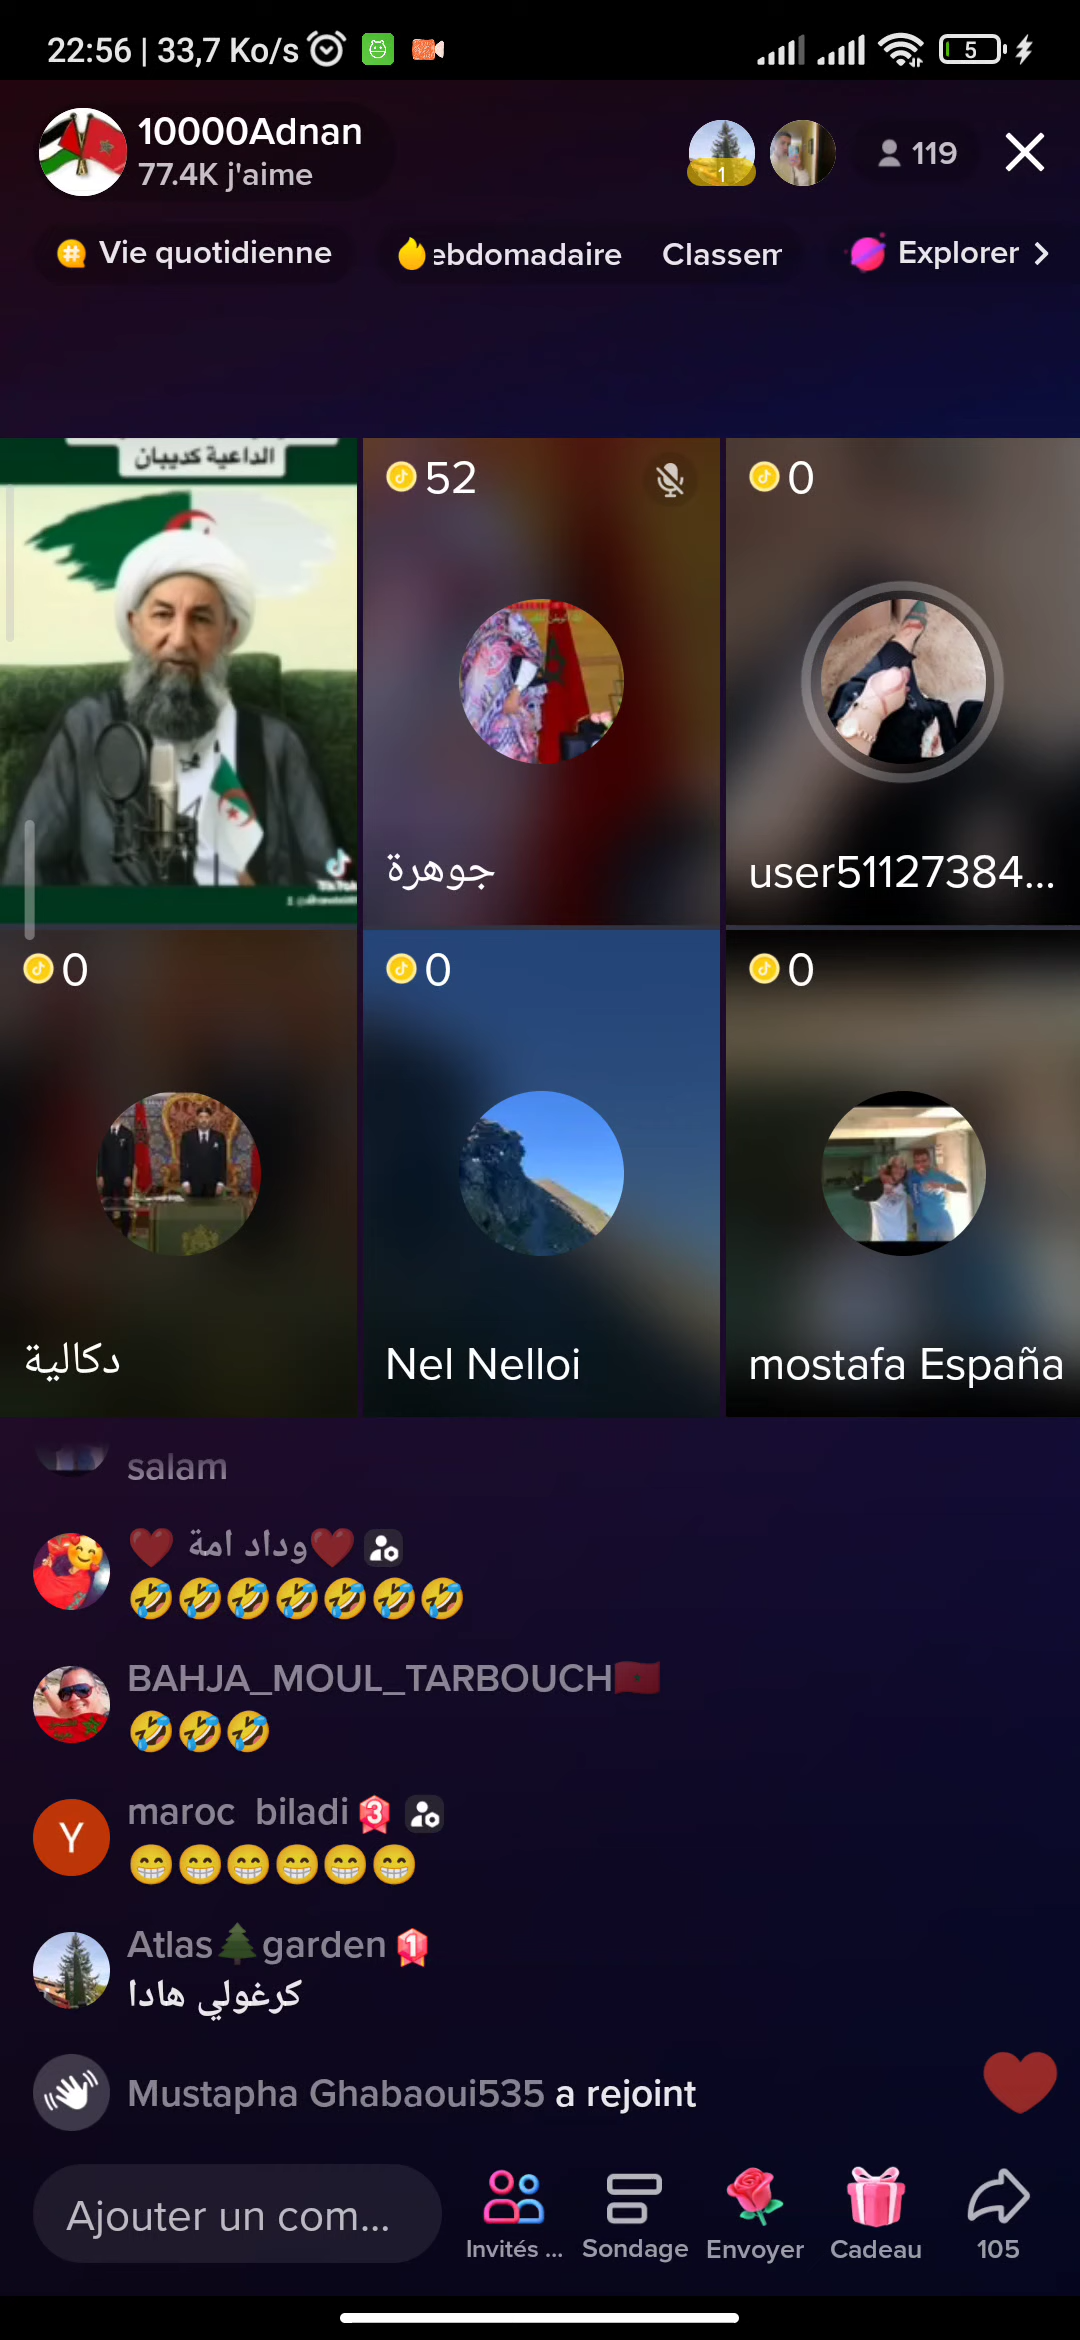 22:56 | 33,7 Ko/s
5
10000Adnan
77.4K j'aime
1
119
Vie quotidienne
ebdomadaire
Classem
Explorer
الداعية كديبان
52
0
جوهرة
user51127384...
0
0
0
دكالية
Nel Nelloi
mostafa España
salam
❤️وداد امة❤️
🤣🤣🤣🤣🤣🤣🤣
BAHJA_MOUL_TARBOUCH🇲🇦
🤣🤣🤣
Y
maroc biladi 3
😁😁😁😁😁😁
Atlas🌲garden 1
كرغولي هادا
Mustapha Ghabaoui535 a rejoint
Ajouter un com...
Invités ...
Sondage
Envoyer
Cadeau
105